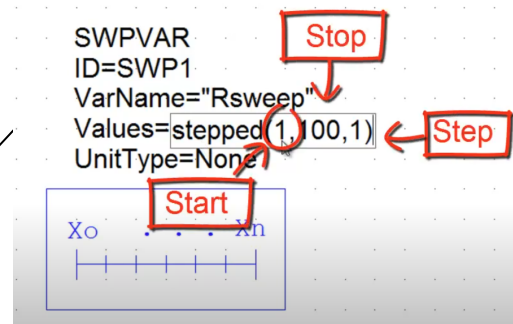 SWPVAR
Stop
ID=SWP1
VarName="Rsweep"
Values=stepped(1,100,1)
Step
UnitType=None
Start
Xo . . . Xn